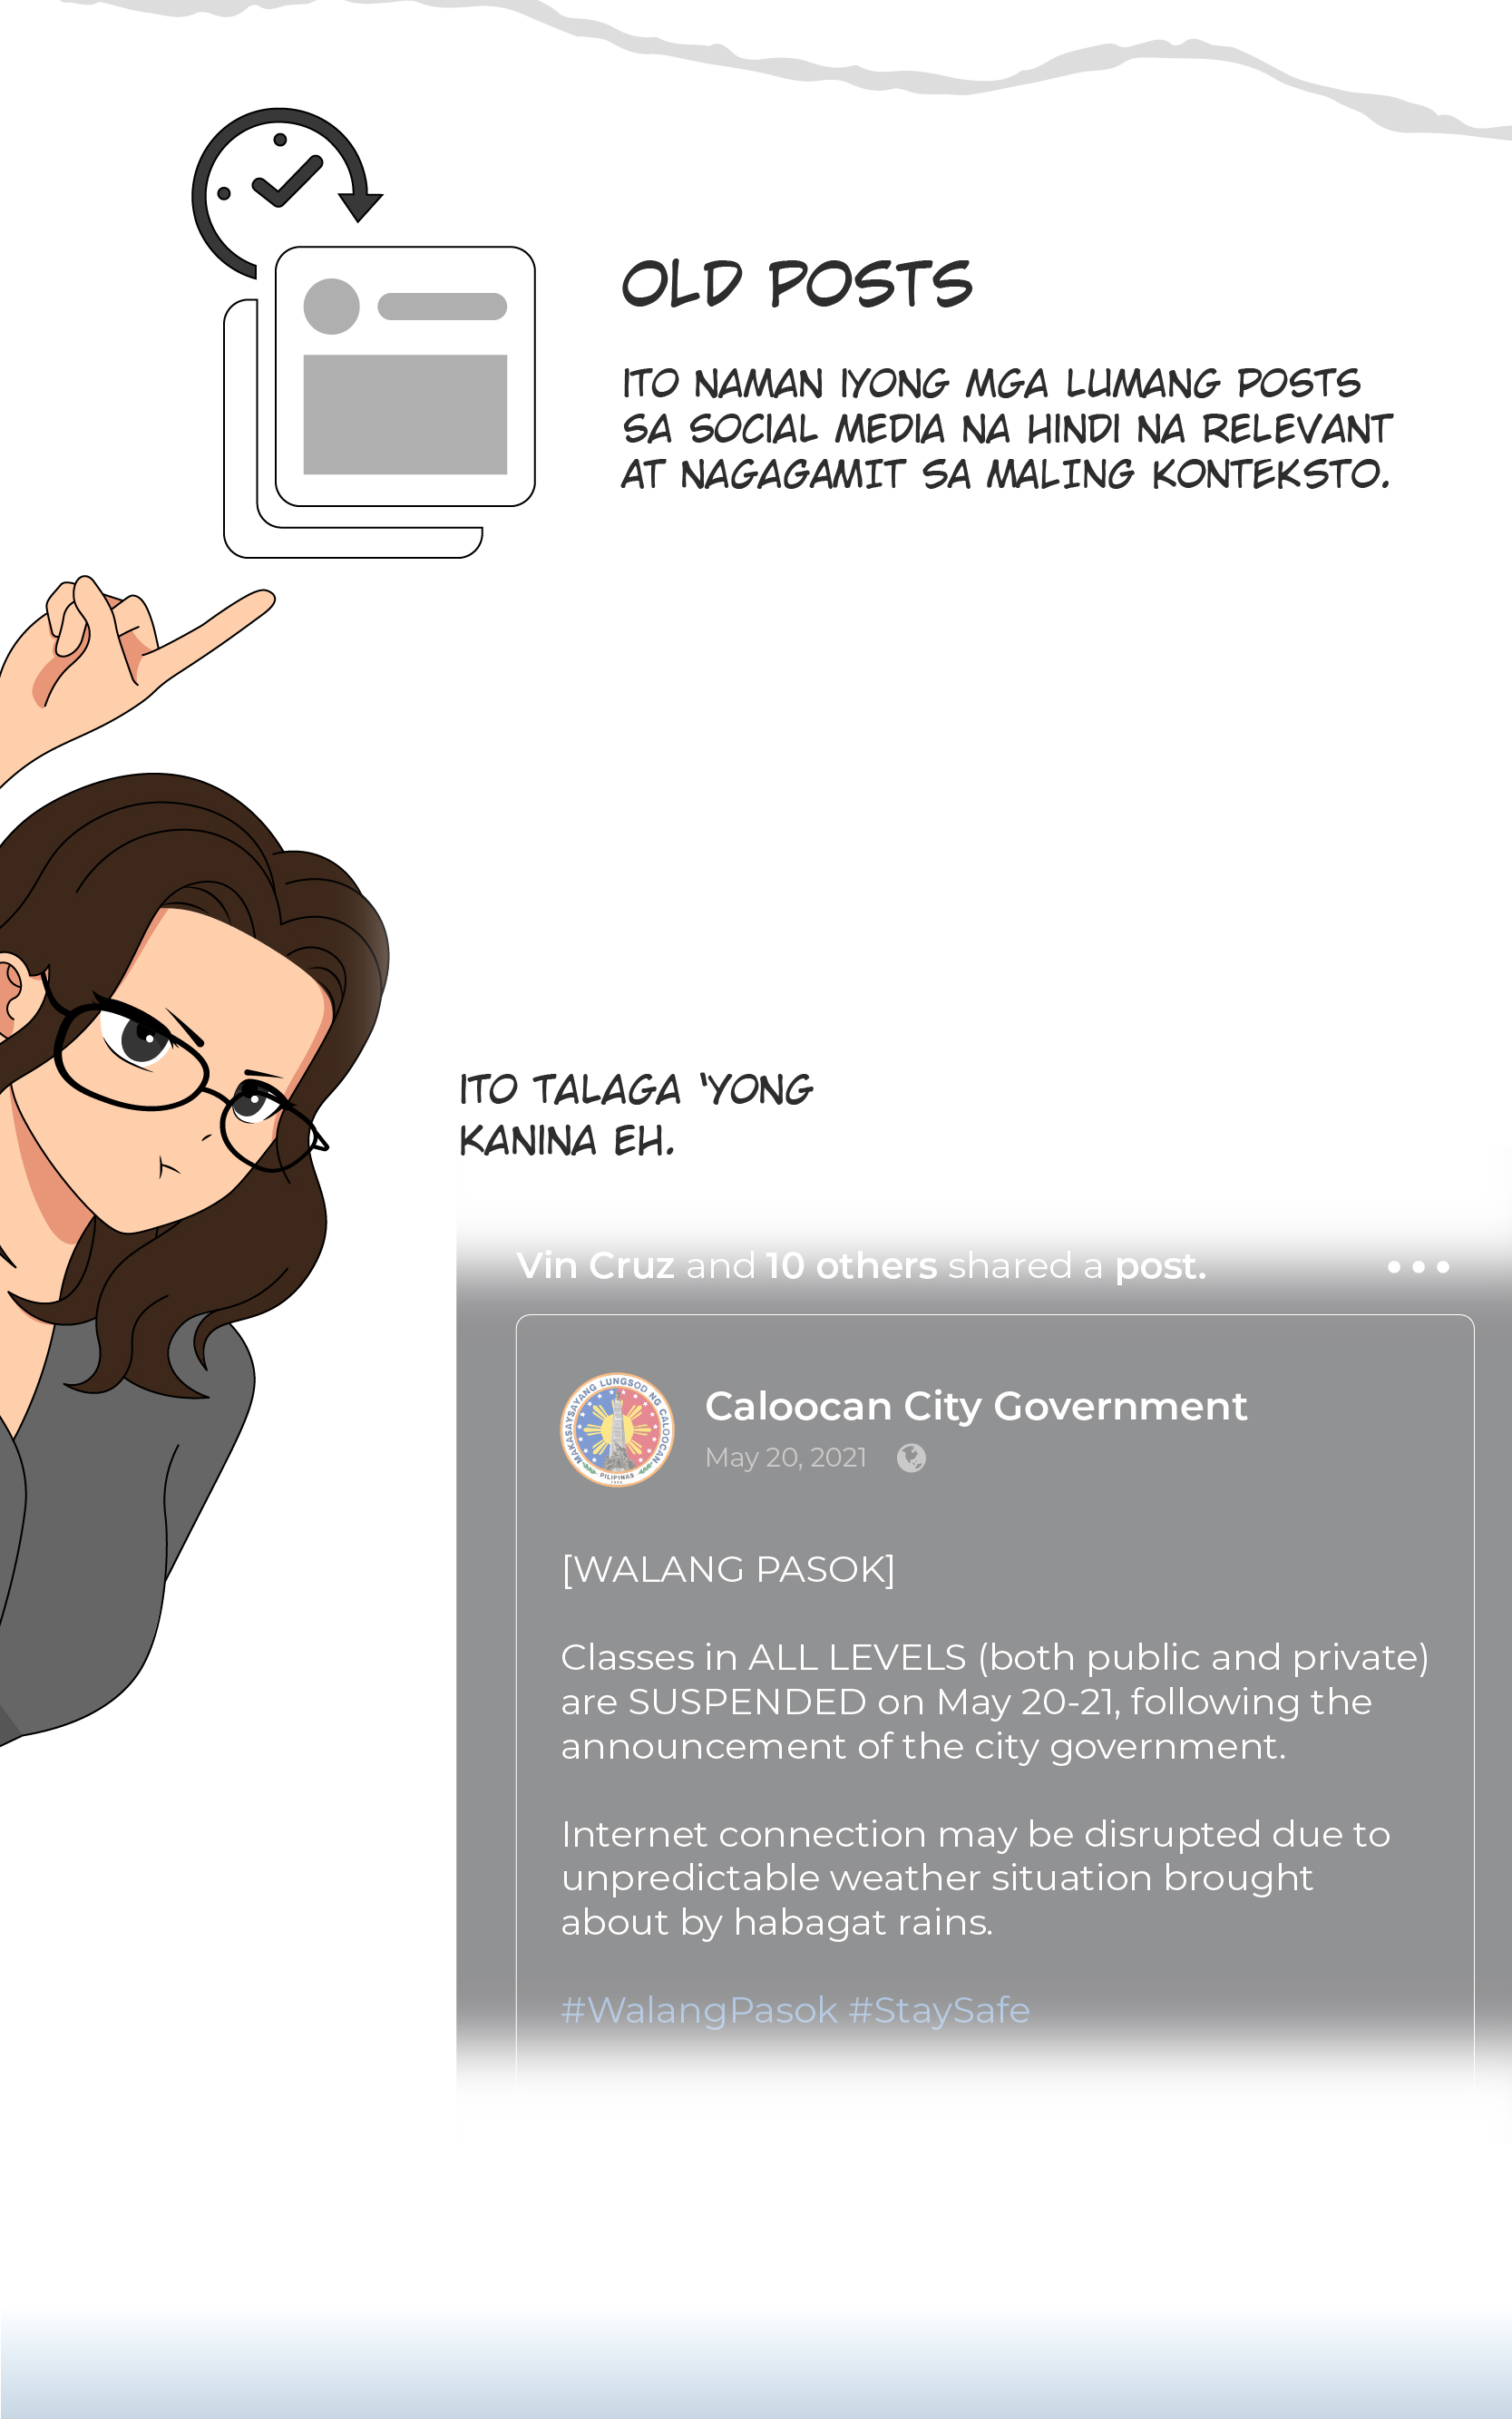 OLD POSTS
ITO NAMAN IYONG MGA LUMANG POSTS
SA SOCIAL MEDIA NA HINDI NA RELEVANT
AT NAGAGAMIT SA MALING KONTEKSTO.
ITO TALAGA 'YONG
KANINA EH.
Vin Cruz and 10 others shared a post.
MAKASAYSAYANG LUNGSOD NG CALOOCAN
PILIPINAS
Caloocan City Government
May 20, 2021
[WALANG PASOK]
Classes in ALL LEVELS (both public and private)
are SUSPENDED on May 20-21, following the
announcement of the city government.
Internet connection may be disrupted due to
unpredictable weather situation brought
about by habagat rains.
#WalangPasok #StaySafe